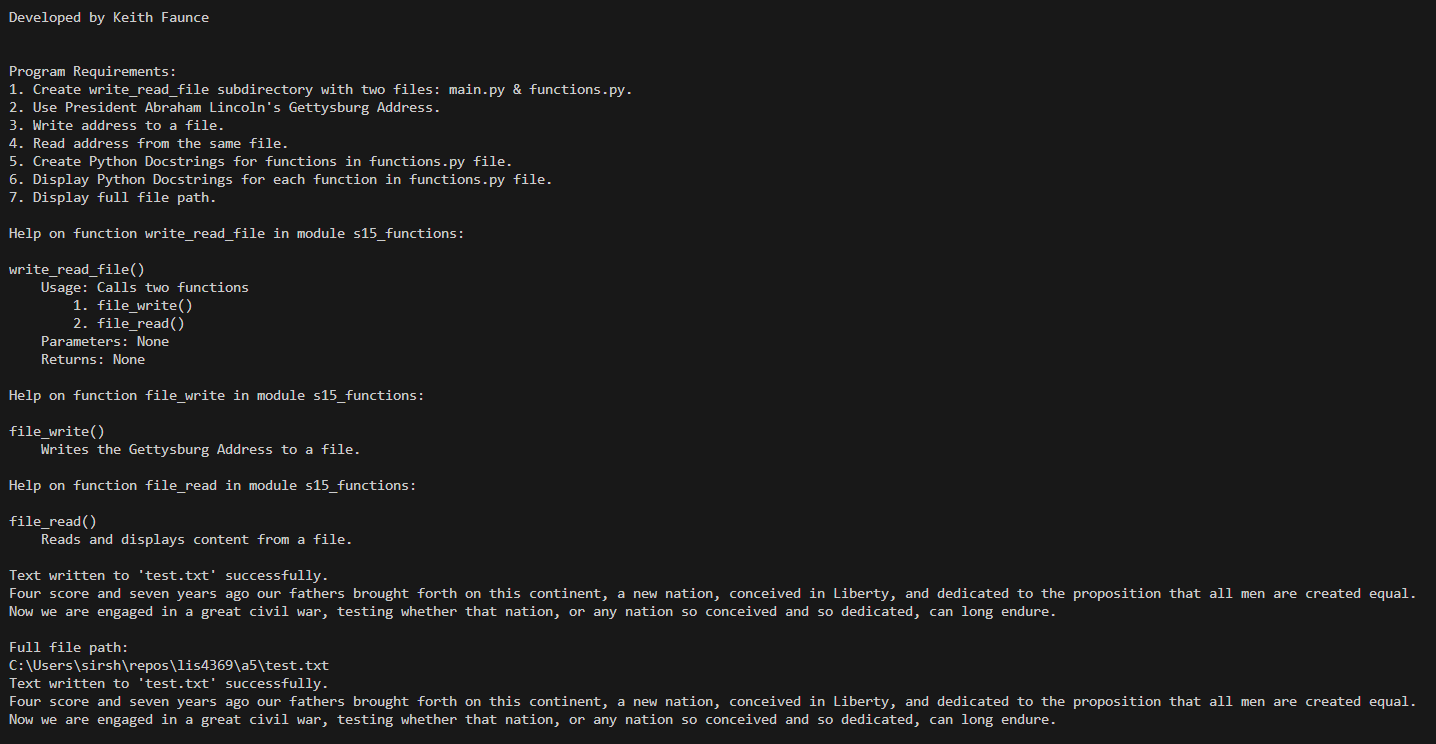 Developed by Keith Faunce
Program Requirements:
1. Create write_read_file subdirectory with two files: main.py & functions.py.
2. Use President Abraham Lincoln's Gettysburg Address.
3. Write address to a file.
4. Read address from the same file.
5. Create Python Docstrings for functions in functions.py file.
6. Display Python Docstrings for each function in functions.py file.
7. Display full file path.
Help on function write_read_file in module s15_functions:
write_read_file()
    Usage: Calls two functions
        1. file_write()
        2. file_read()
    Parameters: None
    Returns: None
Help on function file_write in module s15_functions:
file_write()
    Writes the Gettysburg Address to a file.
Help on function file_read in module s15_functions:
file_read()
    Reads and displays content from a file.
Text written to 'test.txt' successfully.
Four score and seven years ago our fathers brought forth on this continent, a new nation, conceived in Liberty, and dedicated to the proposition that all men are created equal.
Now we are engaged in a great civil war, testing whether that nation, or any nation so conceived and so dedicated, can long endure.
Full file path:
C:\Users\sirsh\repos\lis4369\a5\test.txt
Text written to 'test.txt' successfully.
Four score and seven years ago our fathers brought forth on this continent, a new nation, conceived in Liberty, and dedicated to the proposition that all men are created equal.
Now we are engaged in a great civil war, testing whether that nation, or any nation so conceived and so dedicated, can long endure.